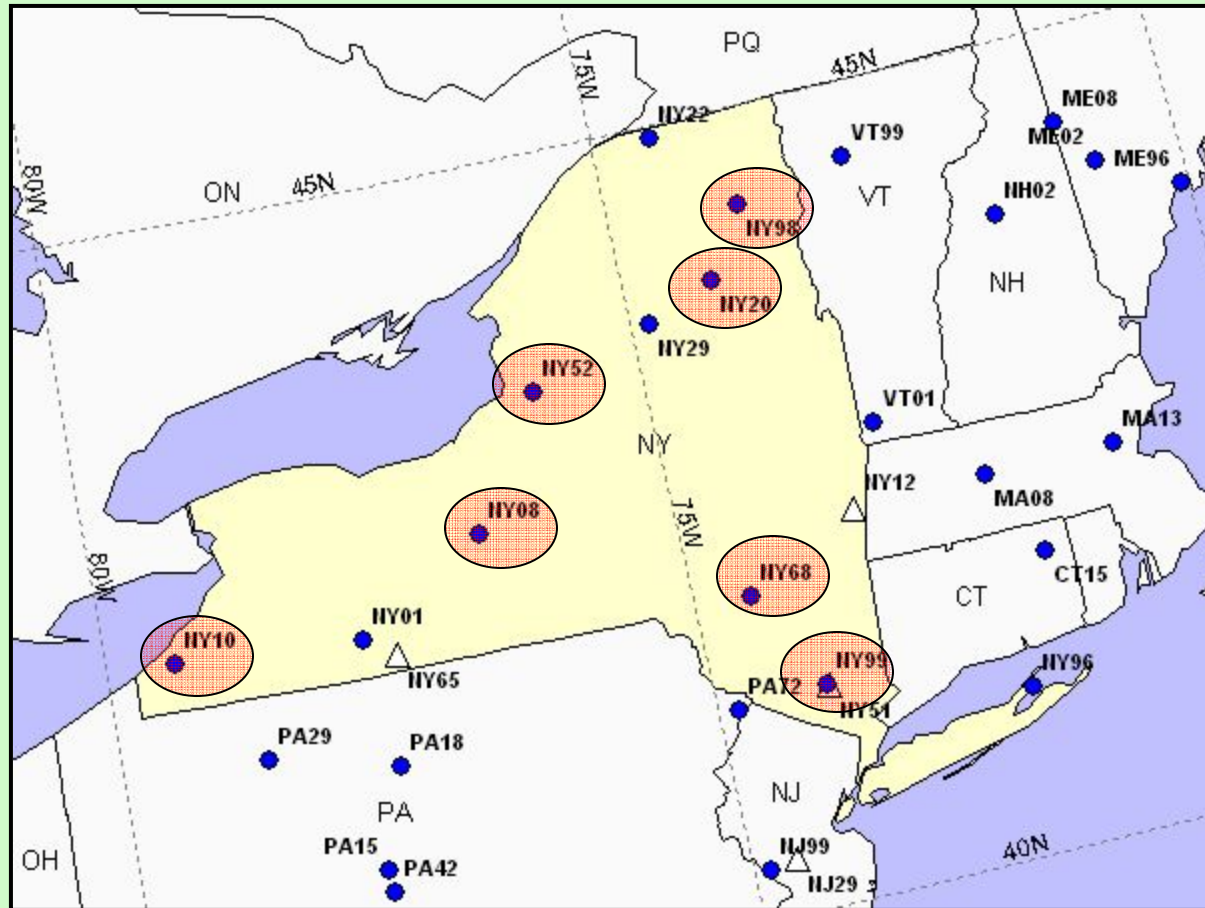 PQ
45N
75W
NY22
ME08
ME02
VT99
ME96
80W
ON
45N
VT
NH02
NY98
NH
NY20
NY29
NY52
VT01
MA13
NY
NY12
MA08
NY08
75W
80W
NY68
CT15
CT
NY01
NY10
NY65
NY99
NY96
PA72
NY51
PA29
PA18
NJ
PA
PA15
NJ99
40N
OH
PA42
NJ29